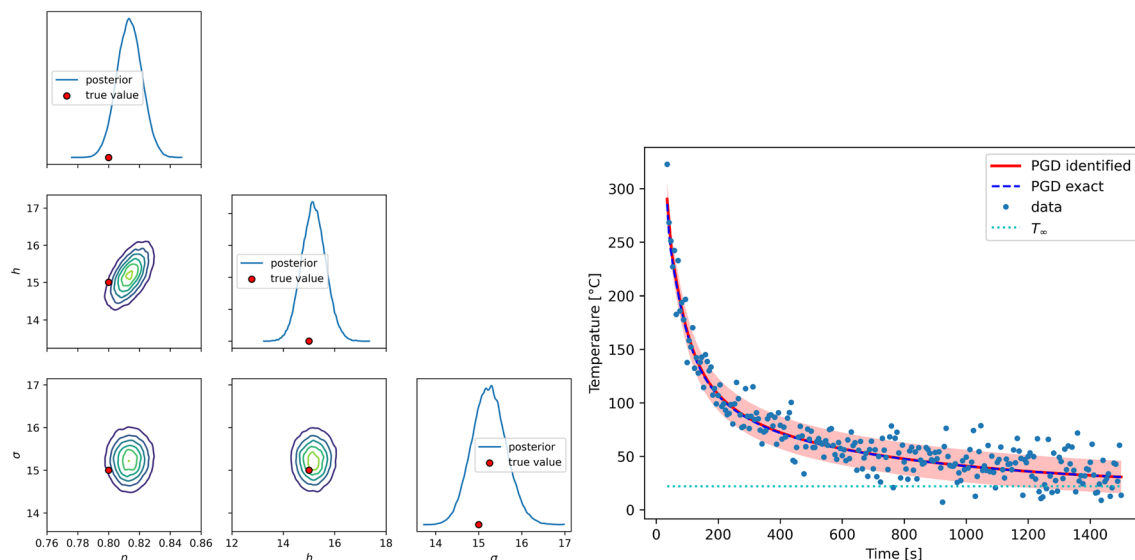 posterior
true value
17
16
15
14
h
posterior
true value
17
16
15
14
σ
0.76 0.78 0.80 0.82 0.84 0.86
12 14 16 18
h
posterior
true value
14 15 16 17
σ
300
250
200
150
100
50
0
Temperature [°C]
PGD identified
PGD exact
data
T∞
0 200 400 600 800 1000 1200 1400
Time [s]